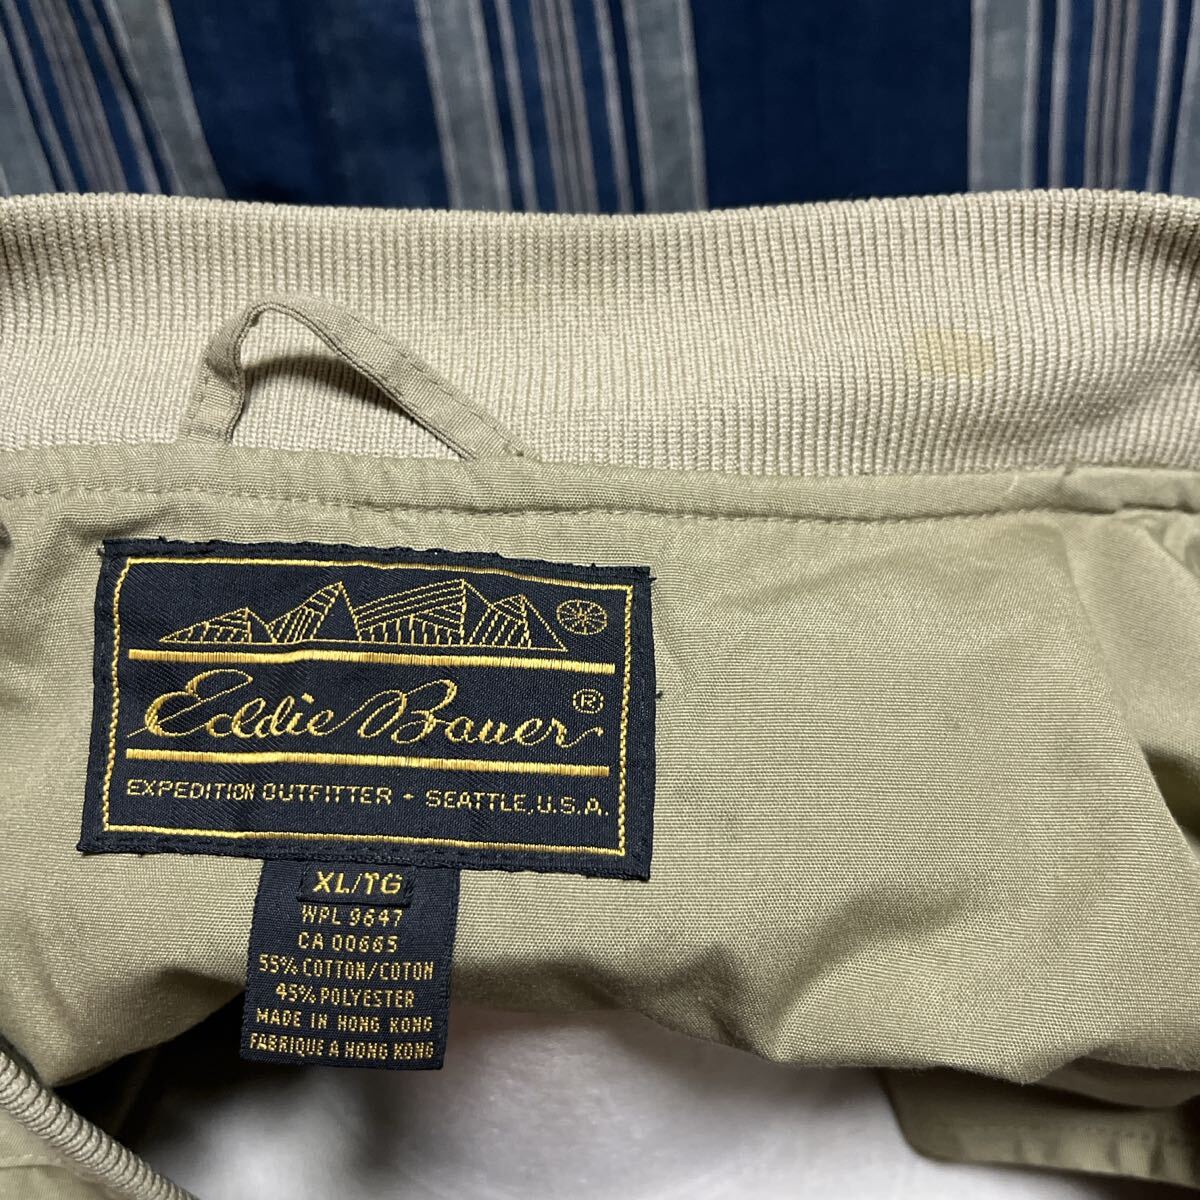 Eddie Bauer®
EXPEDITION OUTFITTER - SEATTLE, U.S.A.
XL/TG
WPL 9647
CA 00665
55% COTTON/COTON
45% POLYESTER
MADE IN HONG KONG
FABRIQUE A HONG KONG